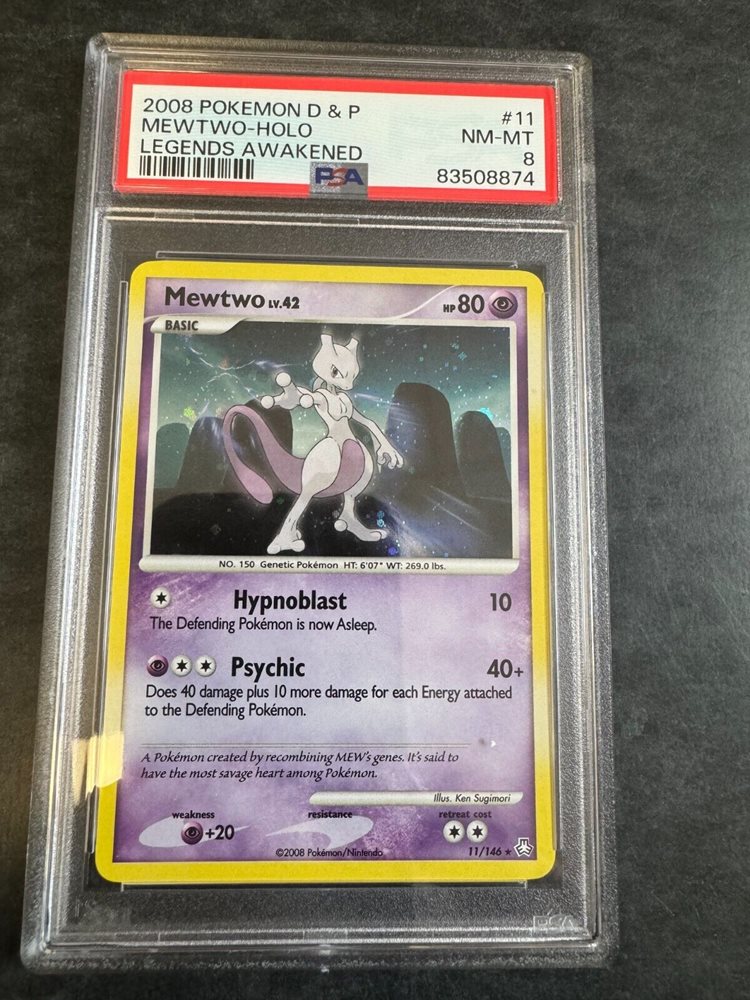 2008 POKEMON D & P #11
MEWTWO-HOLO NM-MT
LEGENDS AWAKENED 8
PSA 83508874
Mewtwo LV.42 HP 80
BASIC
NO. 150 Genetic Pokémon HT: 6'07" WT: 269.0 lbs.
Hypnoblast 10
The Defending Pokémon is now Asleep.
Psychic 40+
Does 40 damage plus 10 more damage for each Energy attached
to the Defending Pokémon.
A Pokémon created by recombining MEW's genes. It's said to
have the most savage heart among Pokémon.
Illus. Ken Sugimori
weakness resistance retreat cost
+20
©2008 Pokémon/Nintendo 11/146
PSA